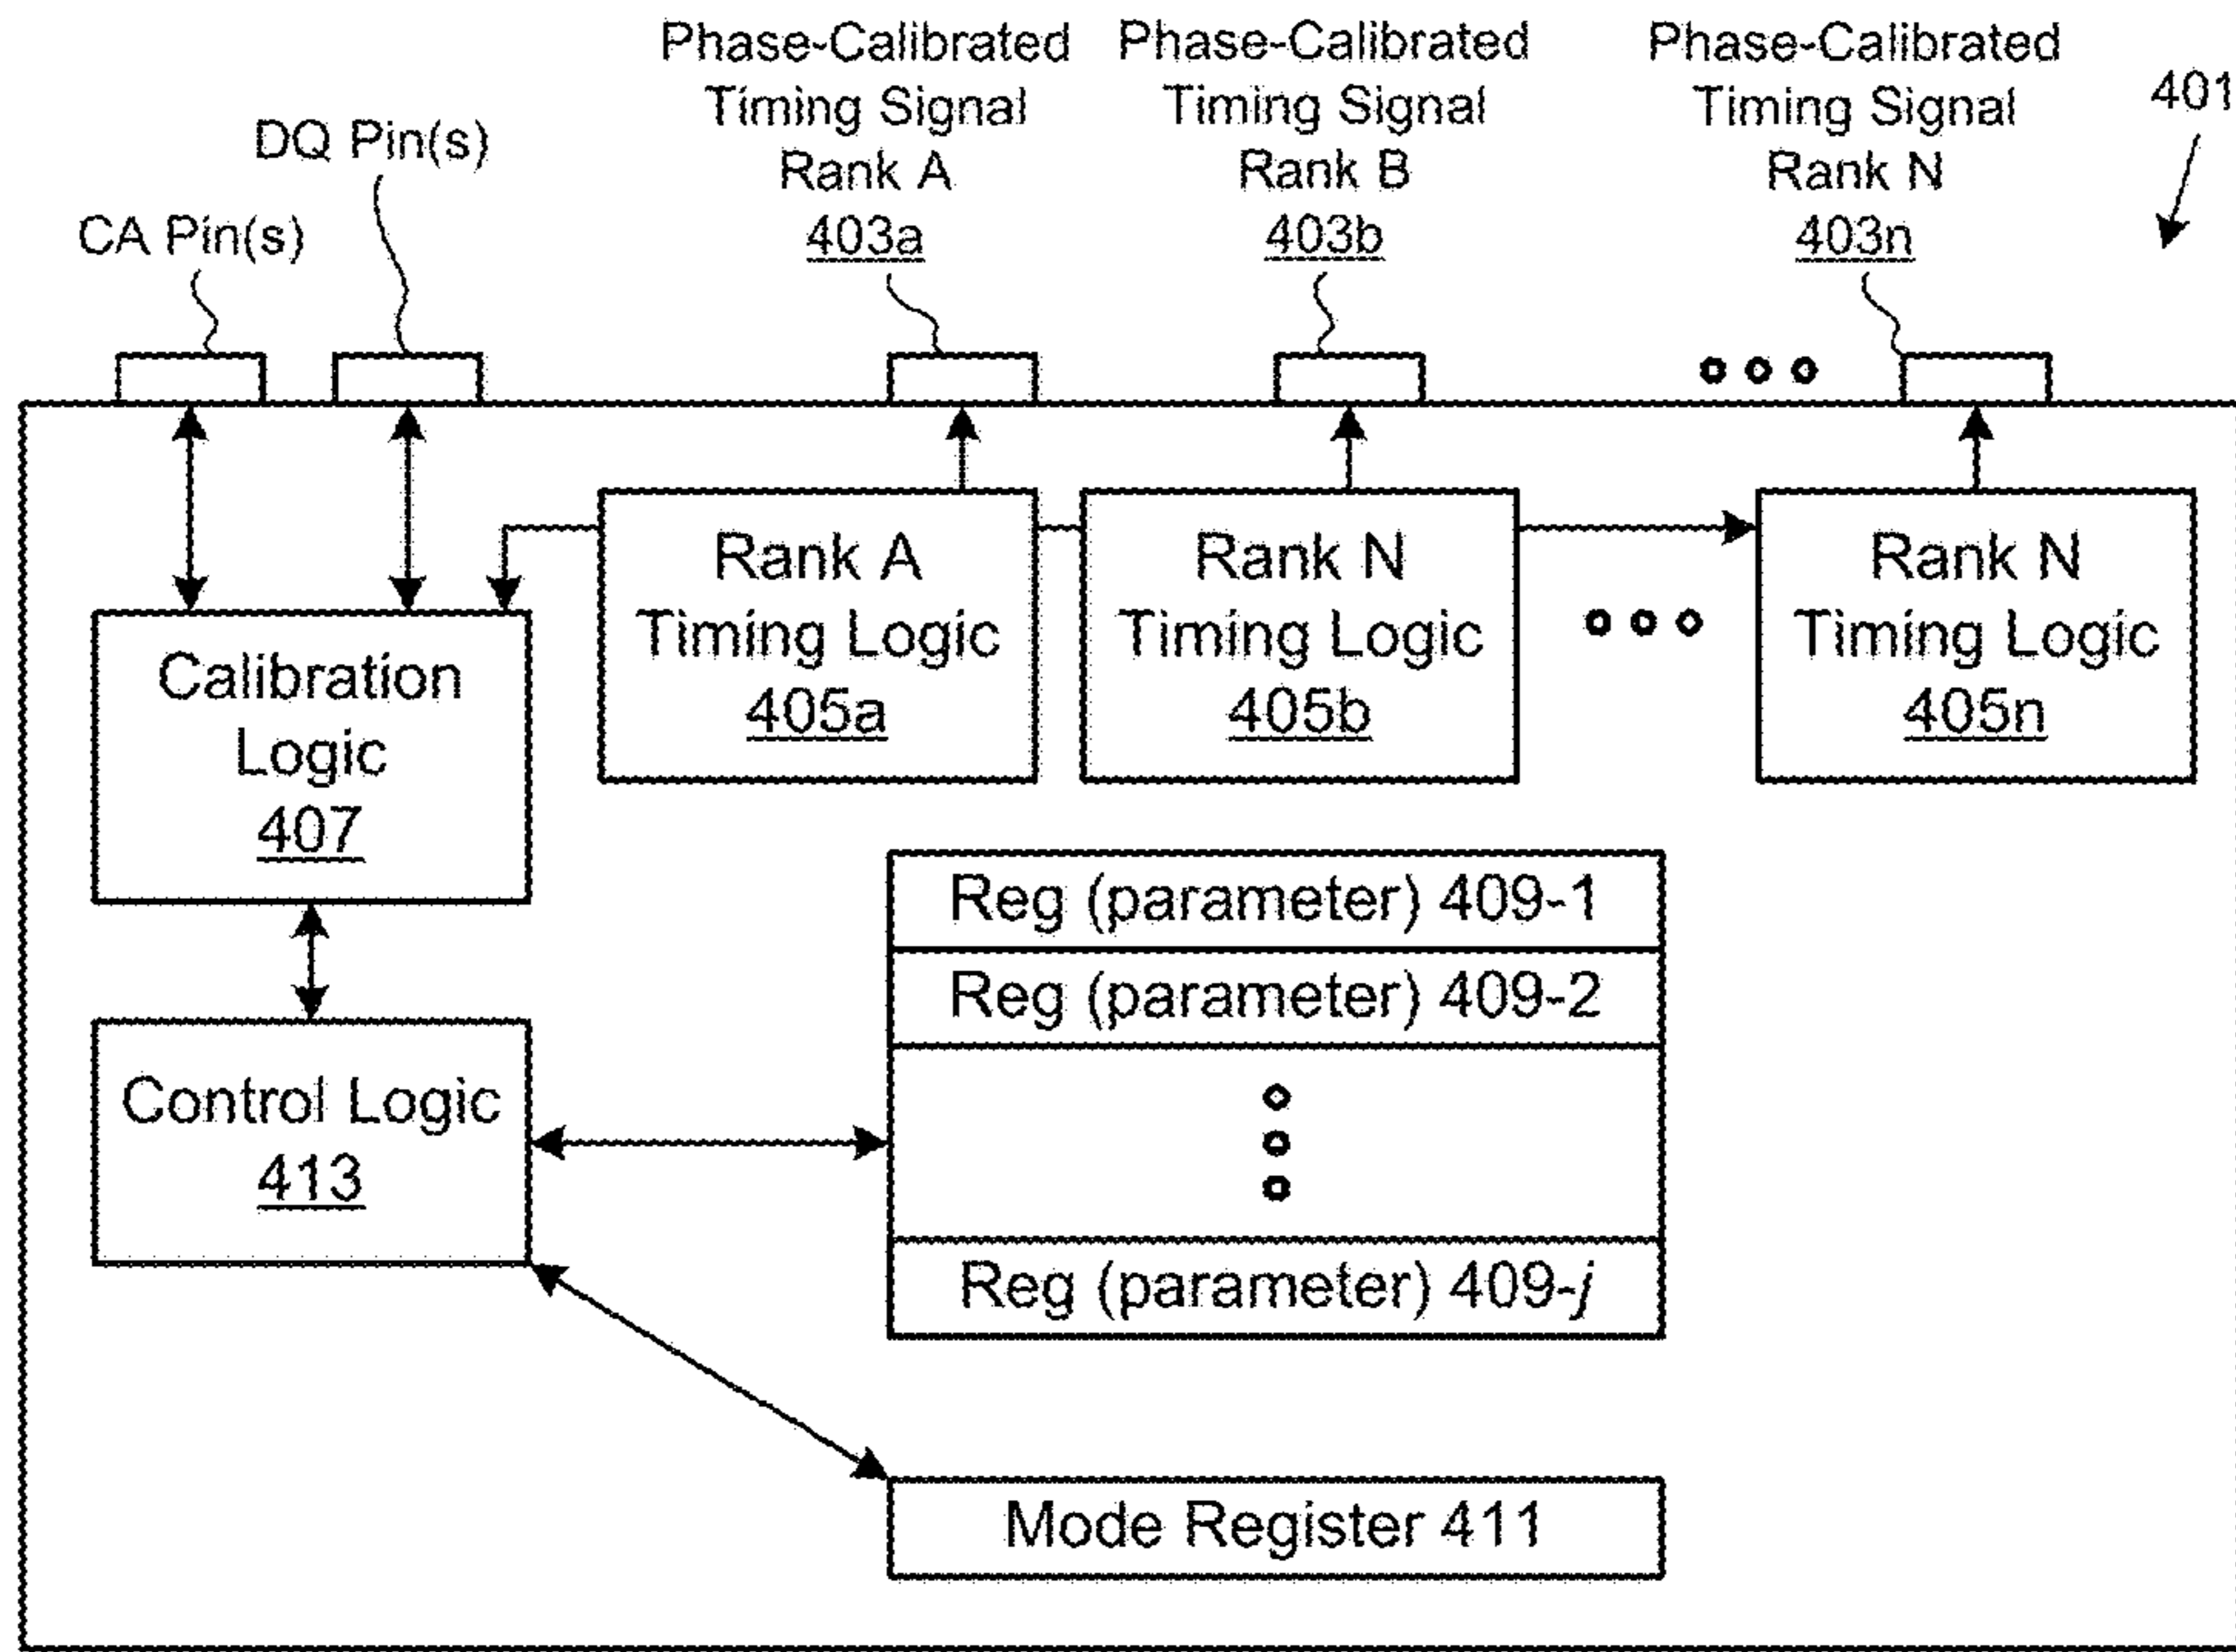 Phase-Calibrated
Timing Signal
Rank A
403a
Phase-Calibrated
Timing Signal
Rank B
403b
Phase-Calibrated
Timing Signal
Rank N
403n
401
DQ Pin(s)
CA Pin(s)
Rank A
Timing Logic
405a
Rank N
Timing Logic
405b
Rank N
Timing Logic
405n
Calibration
Logic
407
Reg (parameter) 409-1
Reg (parameter) 409-2
Reg (parameter) 409-j
Control Logic
413
Mode Register 411